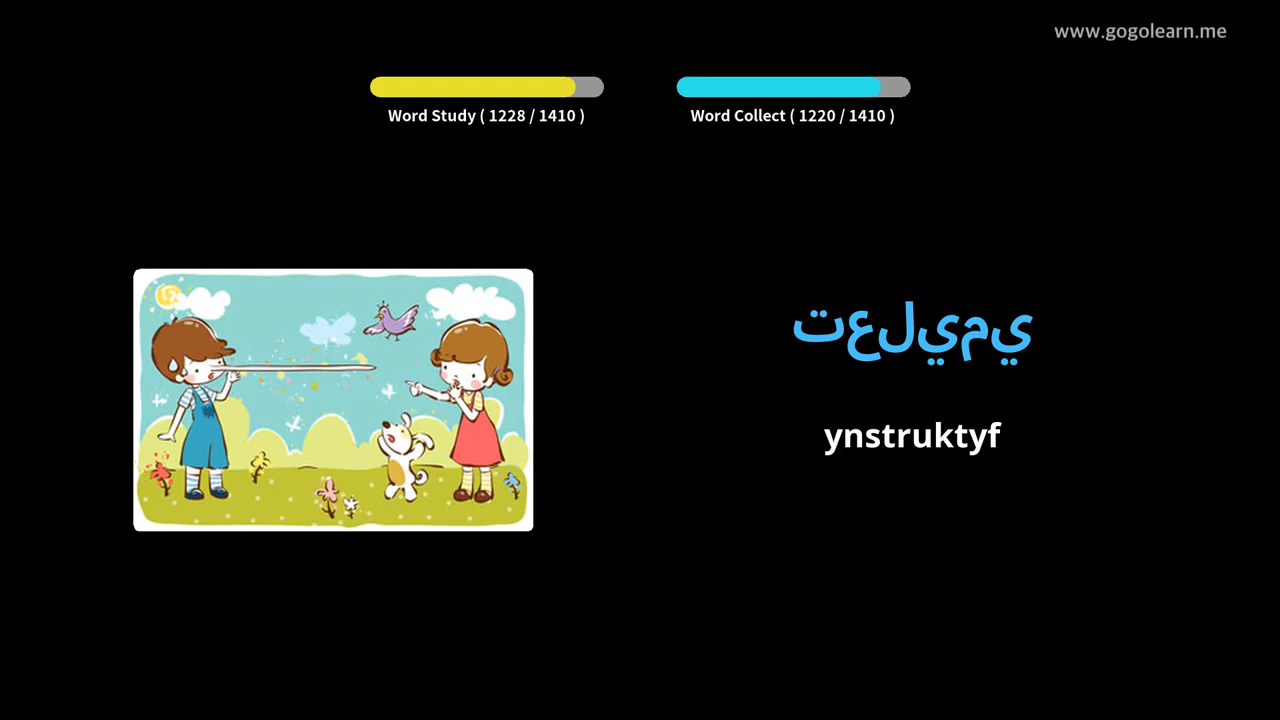 www.gogolearn.me
Word Study ( 1228 / 1410 )
Word Collect ( 1220 / 1410 )
تعليمي
ynstruktyf